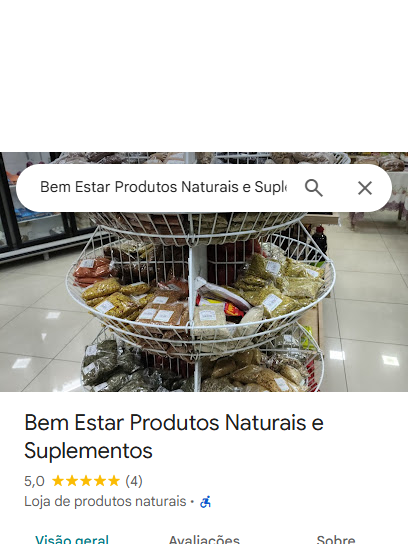 Bem Estar Produtos Naturais e Suple
Bem Estar Produtos Naturais e
Suplementos
5,0 (4)
Loja de produtos naturais ·
Visão geral Avaliações Sobre